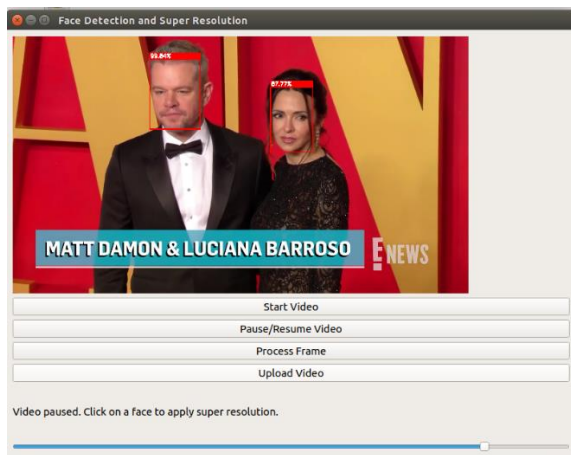 Face Detection and Super Resolution
99.84%
87.77%
MATT DAMON & LUCIANA BARROSO
E NEWS
Start Video
Pause/Resume Video
Process Frame
Upload Video
Video paused. Click on a face to apply super resolution.